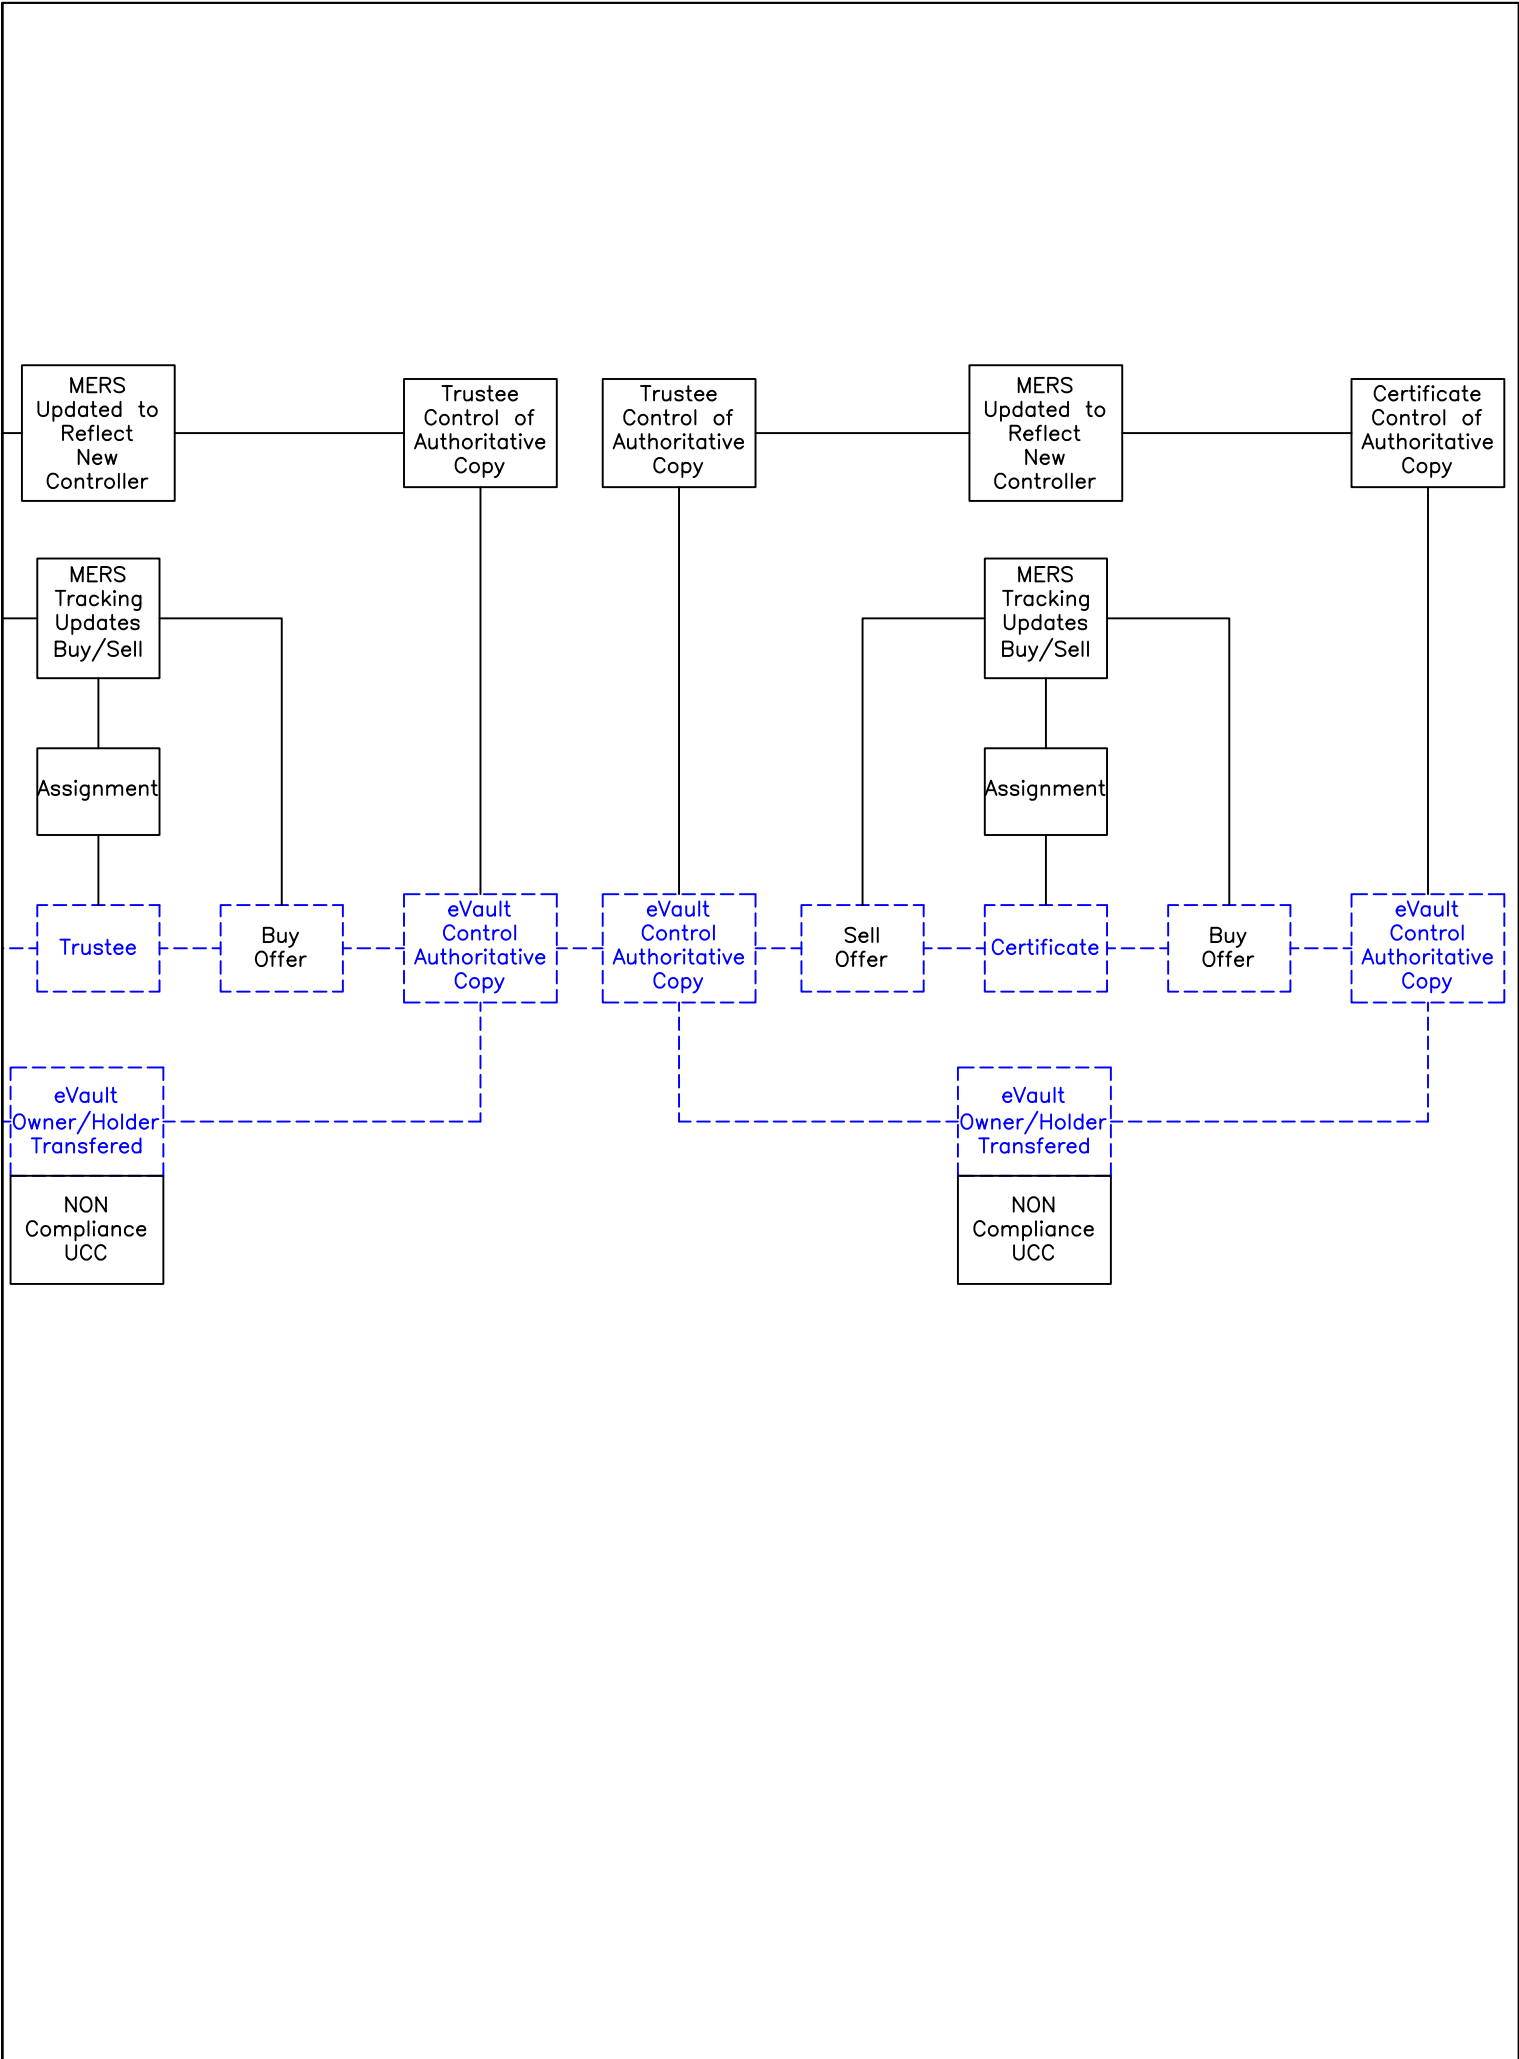 MERS
Updated to
Reflect
New
Controller
Trustee
Control of
Authoritative
Copy
Trustee
Control of
Authoritative
Copy
MERS
Updated to
Reflect
New
Controller
Certificate
Control of
Authoritative
Copy
MERS
Tracking
Updates
Buy/Sell
MERS
Tracking
Updates
Buy/Sell
Assignment
Assignment
Trustee
Buy
Offer
eVault
Control
Authoritative
Copy
eVault
Control
Authoritative
Copy
Sell
Offer
Certificate
Buy
Offer
eVault
Control
Authoritative
Copy
eVault
Owner/Holder
Transfered
eVault
Owner/Holder
Transfered
NON
Compliance
UCC
NON
Compliance
UCC